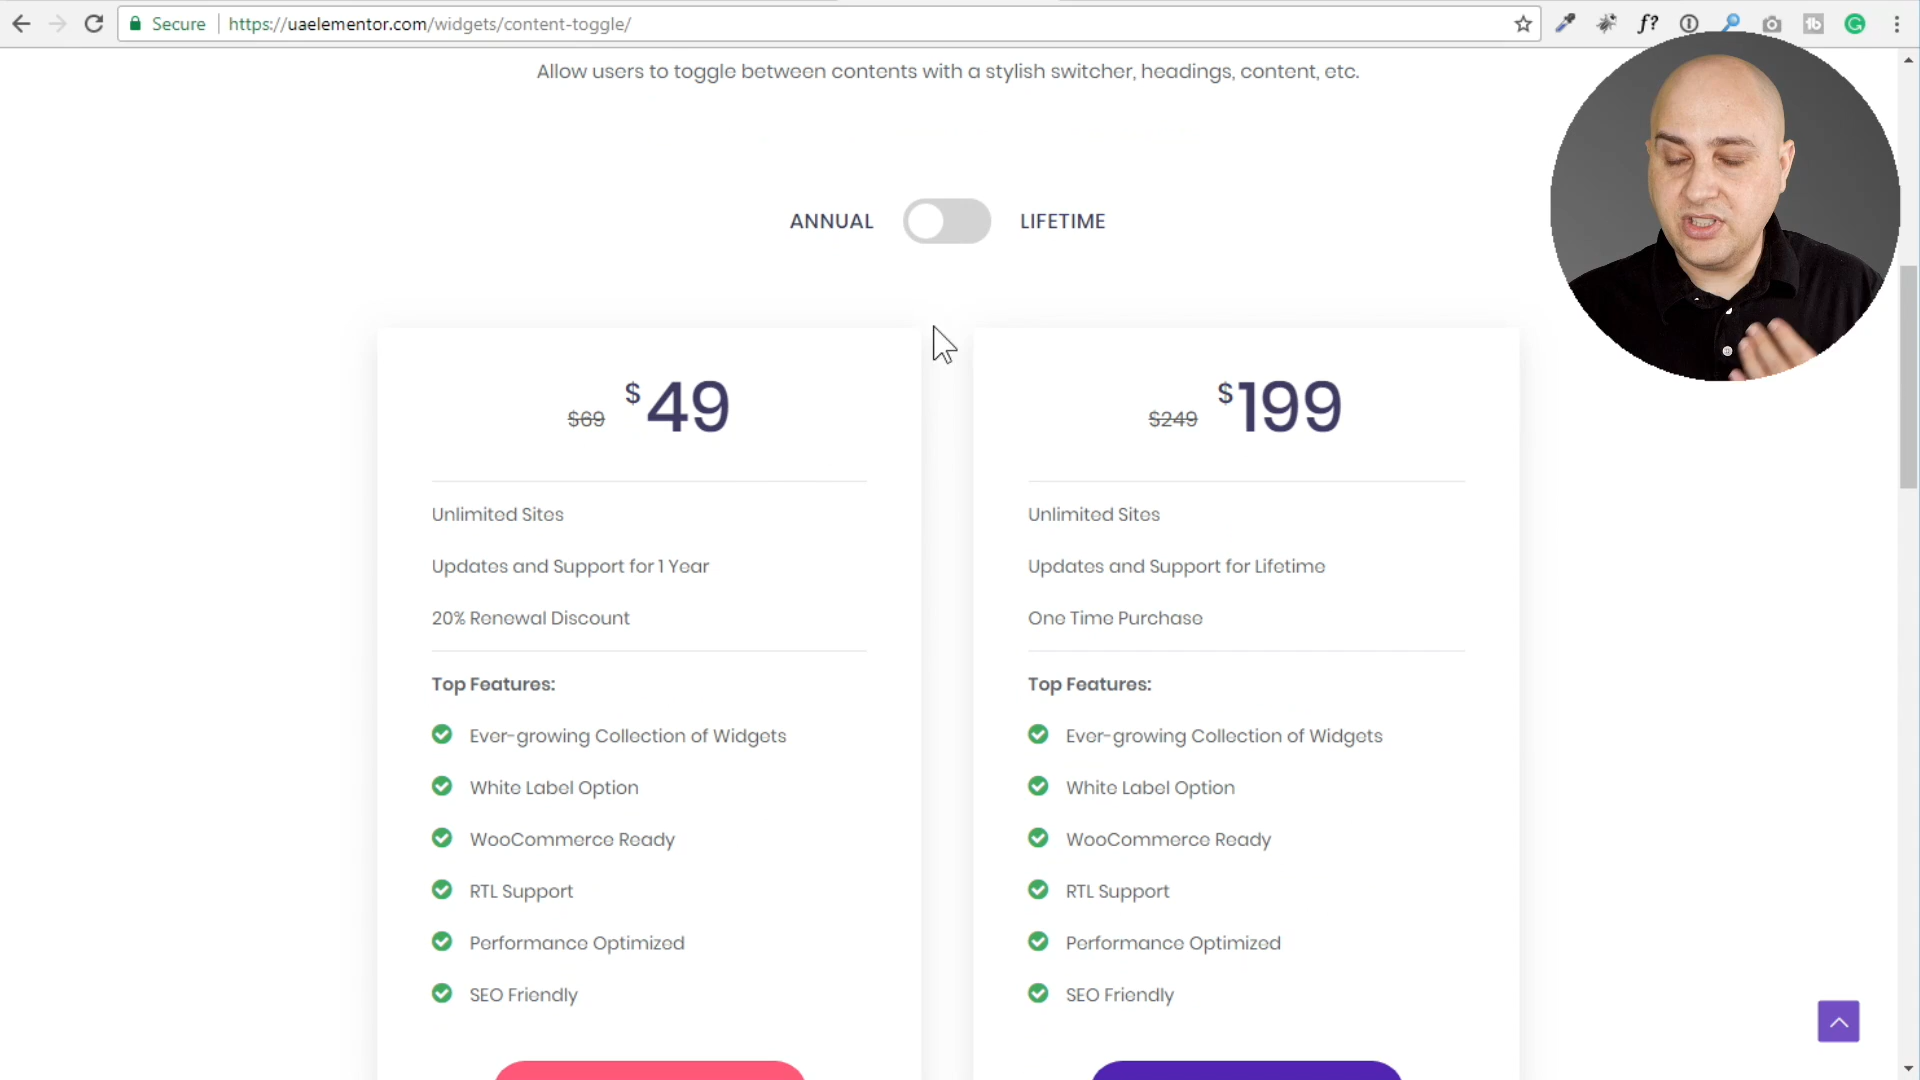 Secure https://uaelementor.com/widgets/content-toggle/
Allow users to toggle between contents with a stylish switcher, headings, content, etc.
ANNUAL LIFETIME
$69 $49
Unlimited Sites
Updates and Support for 1 Year
20% Renewal Discount
Top Features:
Ever-growing Collection of Widgets
White Label Option
WooCommerce Ready
RTL Support
Performance Optimized
SEO Friendly
$249 $199
Unlimited Sites
Updates and Support for Lifetime
One Time Purchase
Top Features:
Ever-growing Collection of Widgets
White Label Option
WooCommerce Ready
RTL Support
Performance Optimized
SEO Friendly